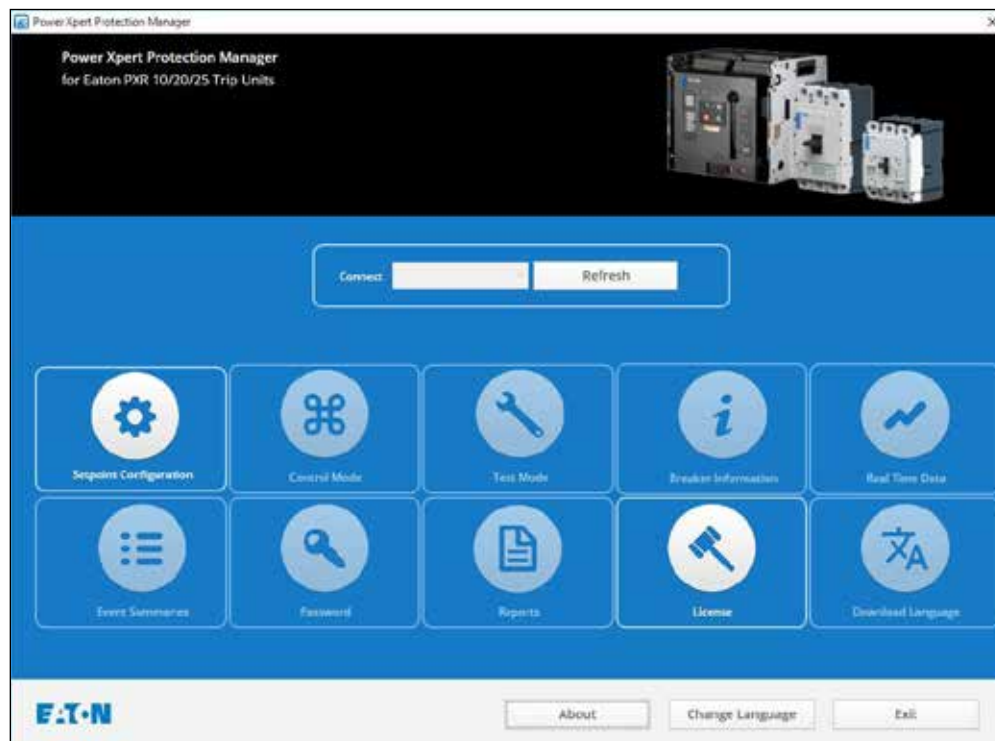 Power Xpert Protection Manager
Power Xpert Protection Manager
for Eaton PXR 10/20/25 Trip Units
Connect Refresh
Setpoint Configuration Control Mode Test Mode Breaker Information Real Time Data
Event Summaries Password Reports License Download Language
EATON About Change Language Exit